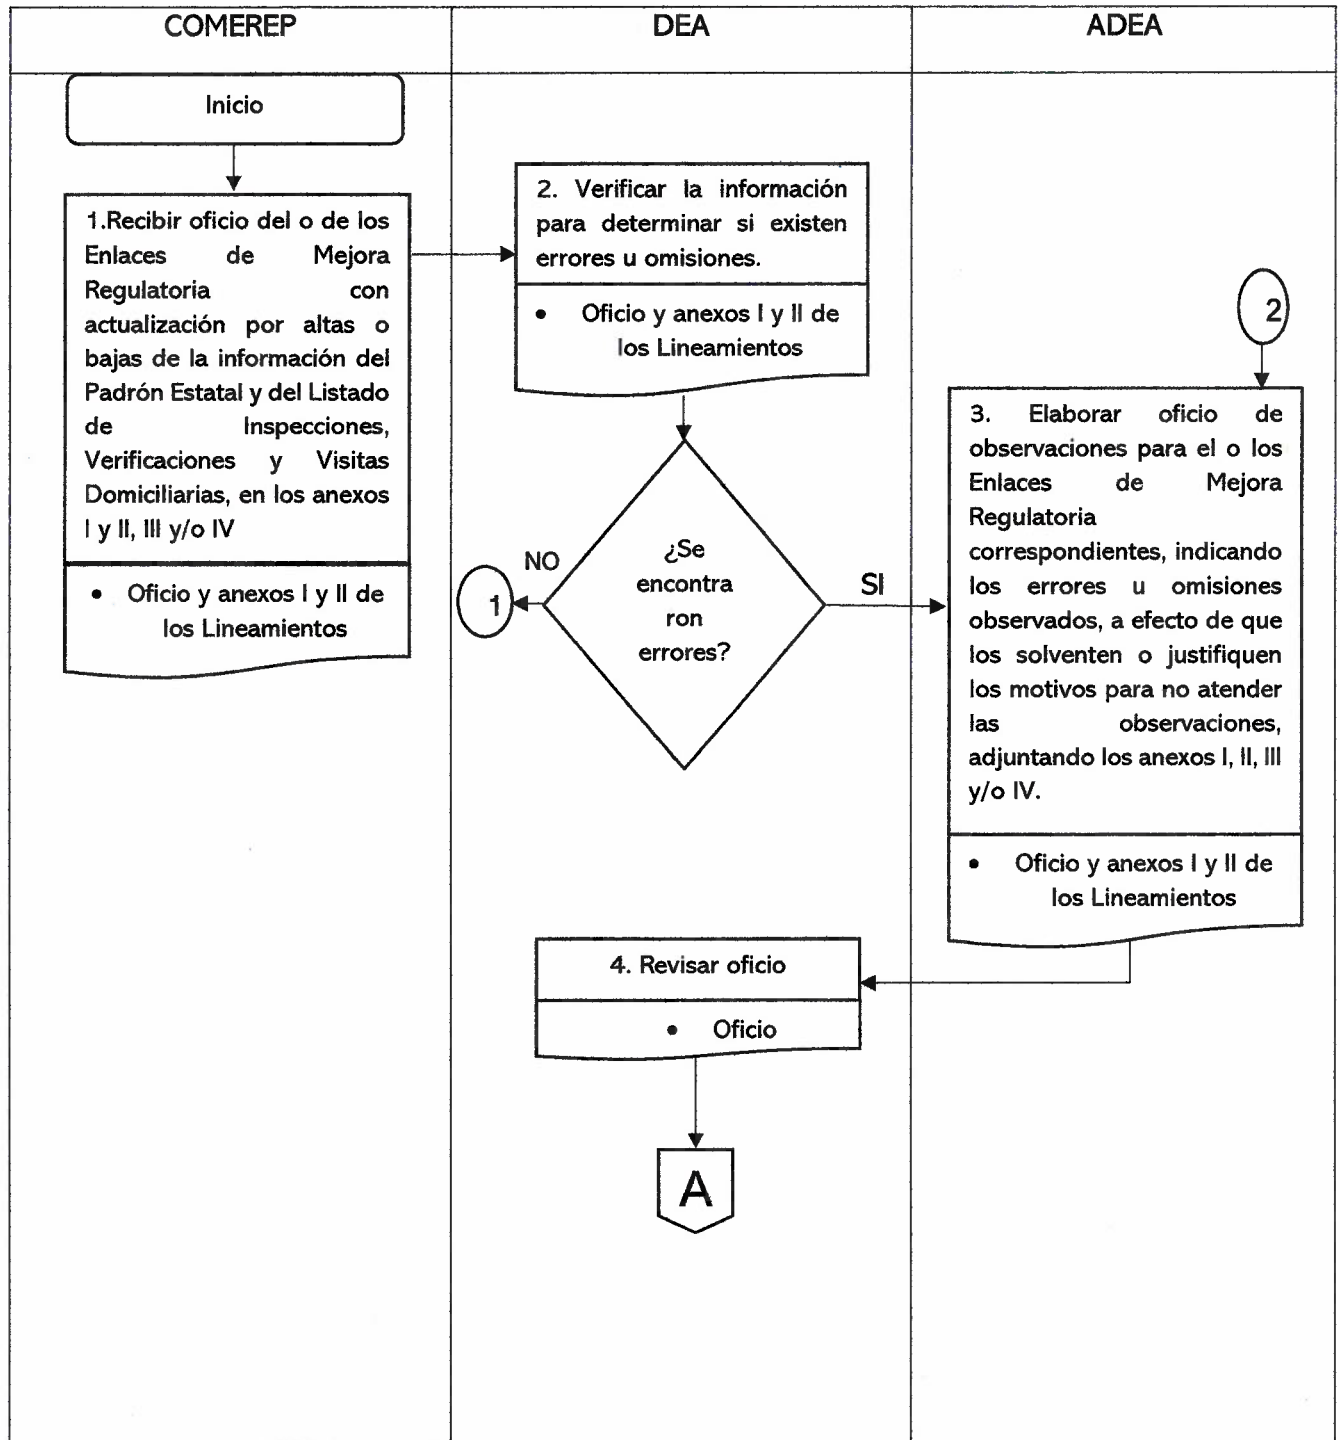 COMEREP
DEA
ADEA
Inicio
1.Recibir oficio del o de los
Enlaces de Mejora
Regulatoria con
actualización por altas o
bajas de la información del
Padrón Estatal y del Listado
de Inspecciones,
Verificaciones y Visitas
Domiciliarias, en los anexos
I y II, III y/o IV
• Oficio y anexos I y II de
los Lineamientos
2. Verificar la información
para determinar si existen
errores u omisiones.
• Oficio y anexos I y II de
los Lineamientos
¿Se
encontra
ron
errores?
NO
1
SI
2
3. Elaborar oficio de
observaciones para el o los
Enlaces de Mejora
Regulatoria
correspondientes, indicando
los errores u omisiones
observados, a efecto de que
los solventen o justifiquen
los motivos para no atender
las observaciones,
adjuntando los anexos I, II, III
y/o IV.
• Oficio y anexos I y II de
los Lineamientos
4. Revisar oficio
• Oficio
A